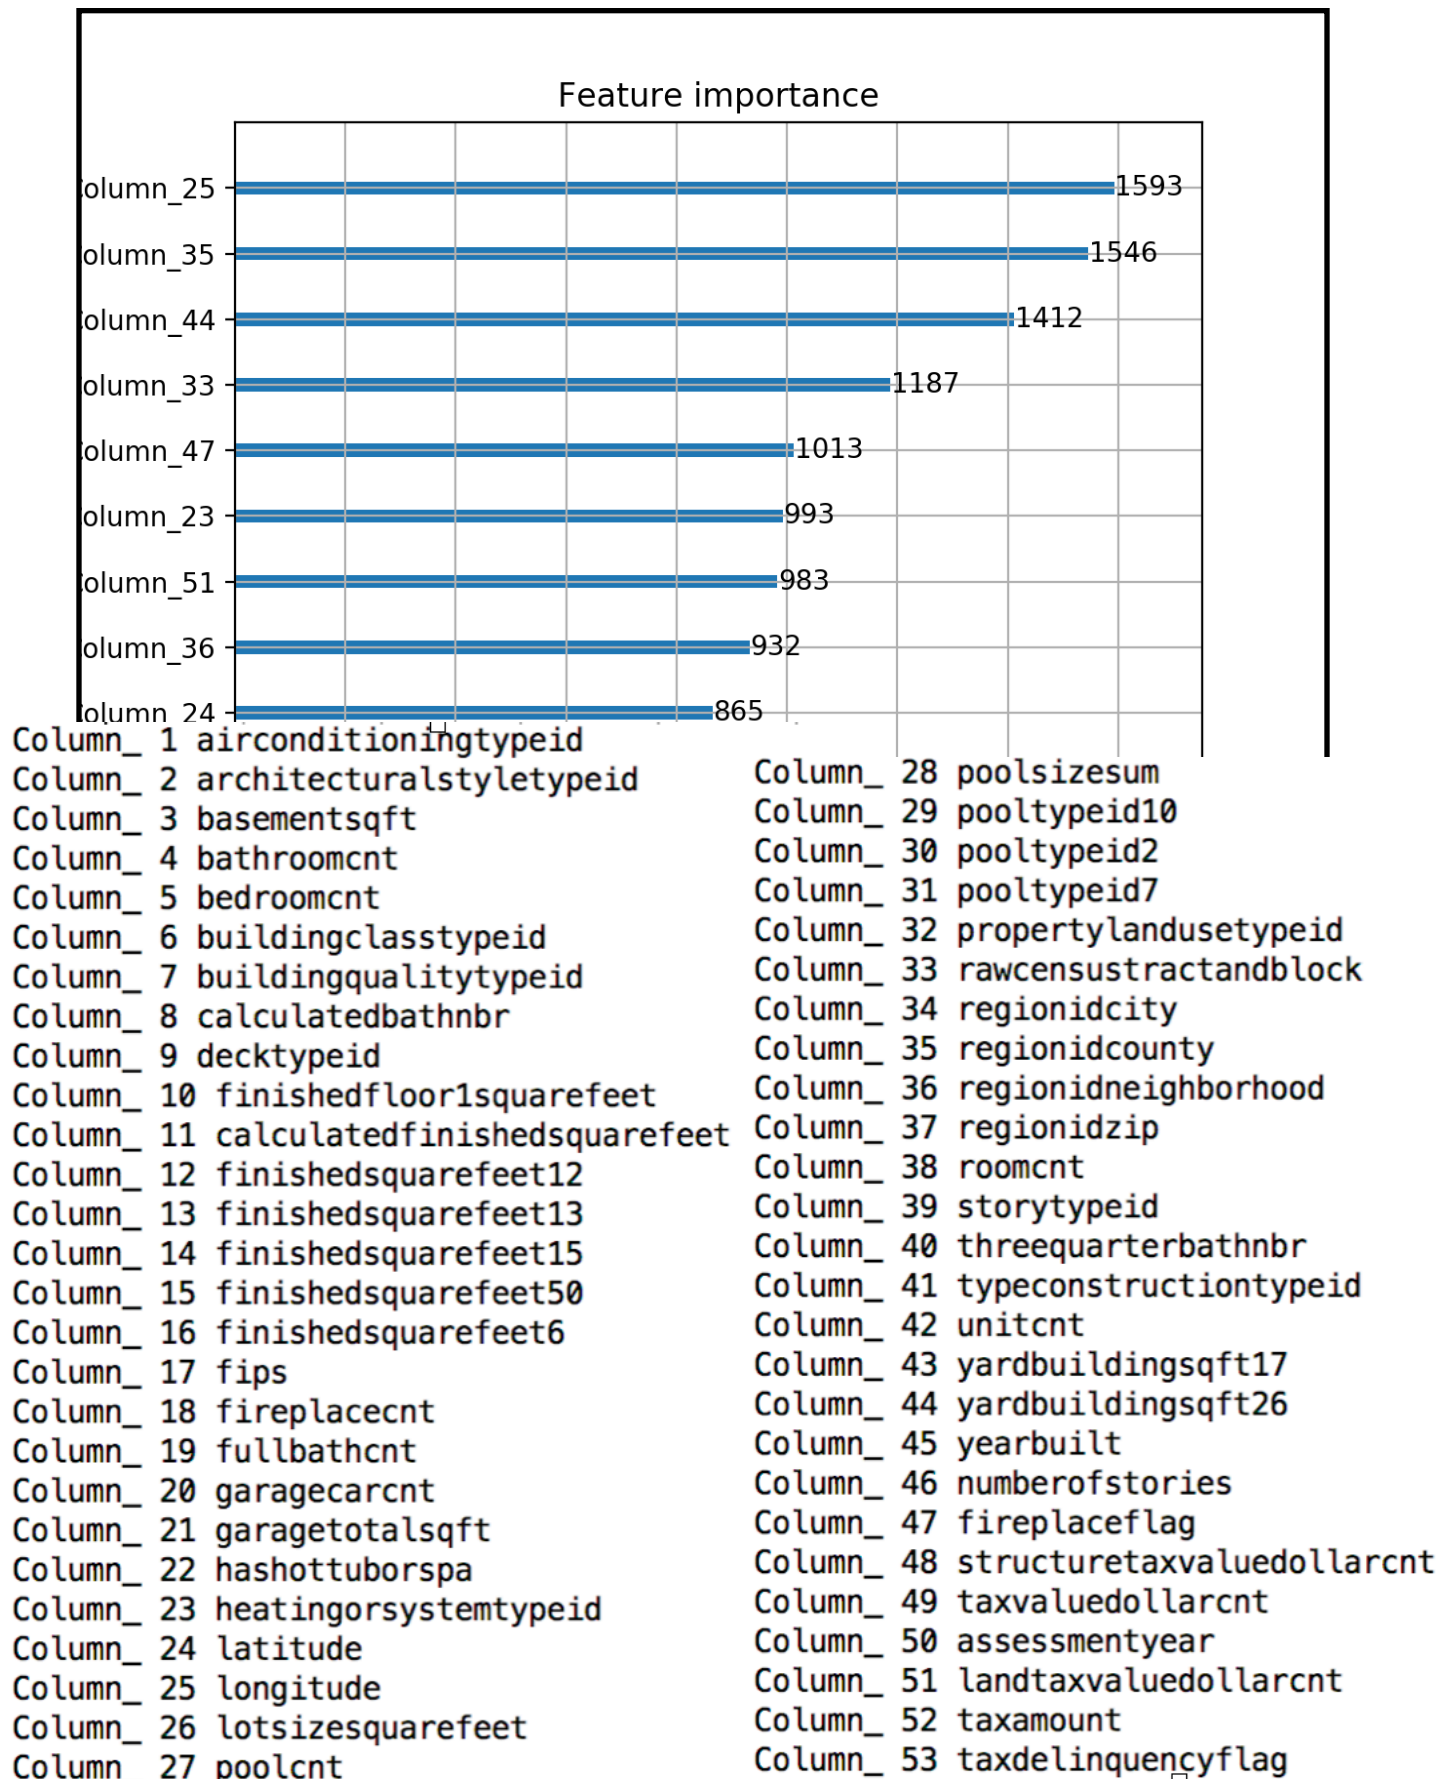 Feature importance
olumn_25
1593
olumn_35
1546
olumn_44
1412
olumn_33
1187
olumn_47
1013
olumn_23
993
olumn_51
983
olumn_36
932
olumn_24
865
Column_ 1 airconditioningtypeid
Column_ 2 architecturalstyletypeid
Column_ 3 basementsqft
Column_ 4 bathroomcnt
Column_ 5 bedroomcnt
Column_ 6 buildingclasstypeid
Column_ 7 buildingqualitytypeid
Column_ 8 calculatedbathnbr
Column_ 9 decktypeid
Column_ 10 finishedfloor1squarefeet
Column_ 11 calculatedfinishedsquarefeet
Column_ 12 finishedsquarefeet12
Column_ 13 finishedsquarefeet13
Column_ 14 finishedsquarefeet15
Column_ 15 finishedsquarefeet50
Column_ 16 finishedsquarefeet6
Column_ 17 fips
Column_ 18 fireplacecnt
Column_ 19 fullbathcnt
Column_ 20 garagecarcnt
Column_ 21 garagetotalsqft
Column_ 22 hashottuborspa
Column_ 23 heatingorsystemtypeid
Column_ 24 latitude
Column_ 25 longitude
Column_ 26 lotsizesquarefeet
Column 27 poolcnt
Column_ 28 poolsizesum
Column_ 29 pooltypeid10
Column_ 30 pooltypeid2
Column_ 31 pooltypeid7
Column_ 32 propertylandusetypeid
Column_ 33 rawcensustractandblock
Column_ 34 regionidcity
Column_ 35 regionidcounty
Column_ 36 regionidneighborhood
Column_ 37 regionidzip
Column_ 38 roomcnt
Column_ 39 storytypeid
Column_ 40 threequarterbathnbr
Column_ 41 typeconstructiontypeid
Column_ 42 unitcnt
Column_ 43 yardbuildingsqft17
Column_ 44 yardbuildingsqft26
Column_ 45 yearbuilt
Column_ 46 numberofstories
Column_ 47 fireplaceflag
Column_ 48 structuretaxvaluedollarcnt
Column_ 49 taxvaluedollarcnt
Column_ 50 assessmentyear
Column_ 51 landtaxvaluedollarcnt
Column_ 52 taxamount
Column_ 53 taxdelinquencyflag